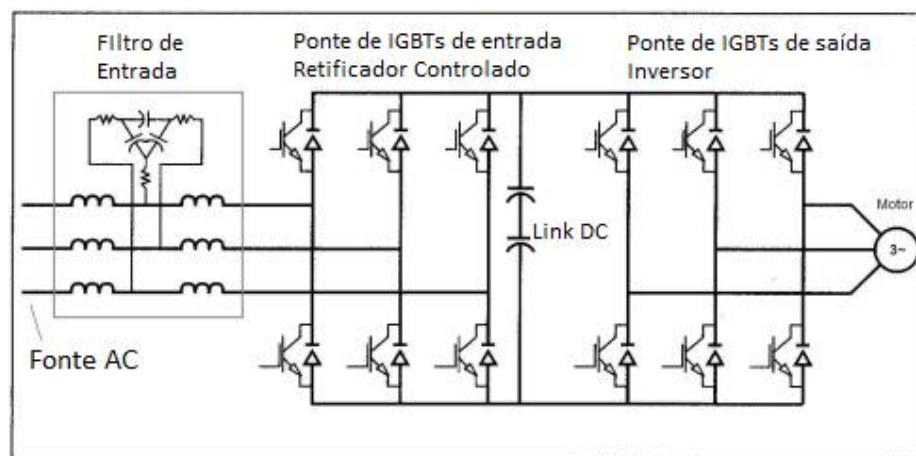 FIltro de
Entrada
Ponte de IGBTs de entrada
Retificador Controlado
Ponte de IGBTs de saída
Inversor
Motor
3~
Link DC
Fonte AC